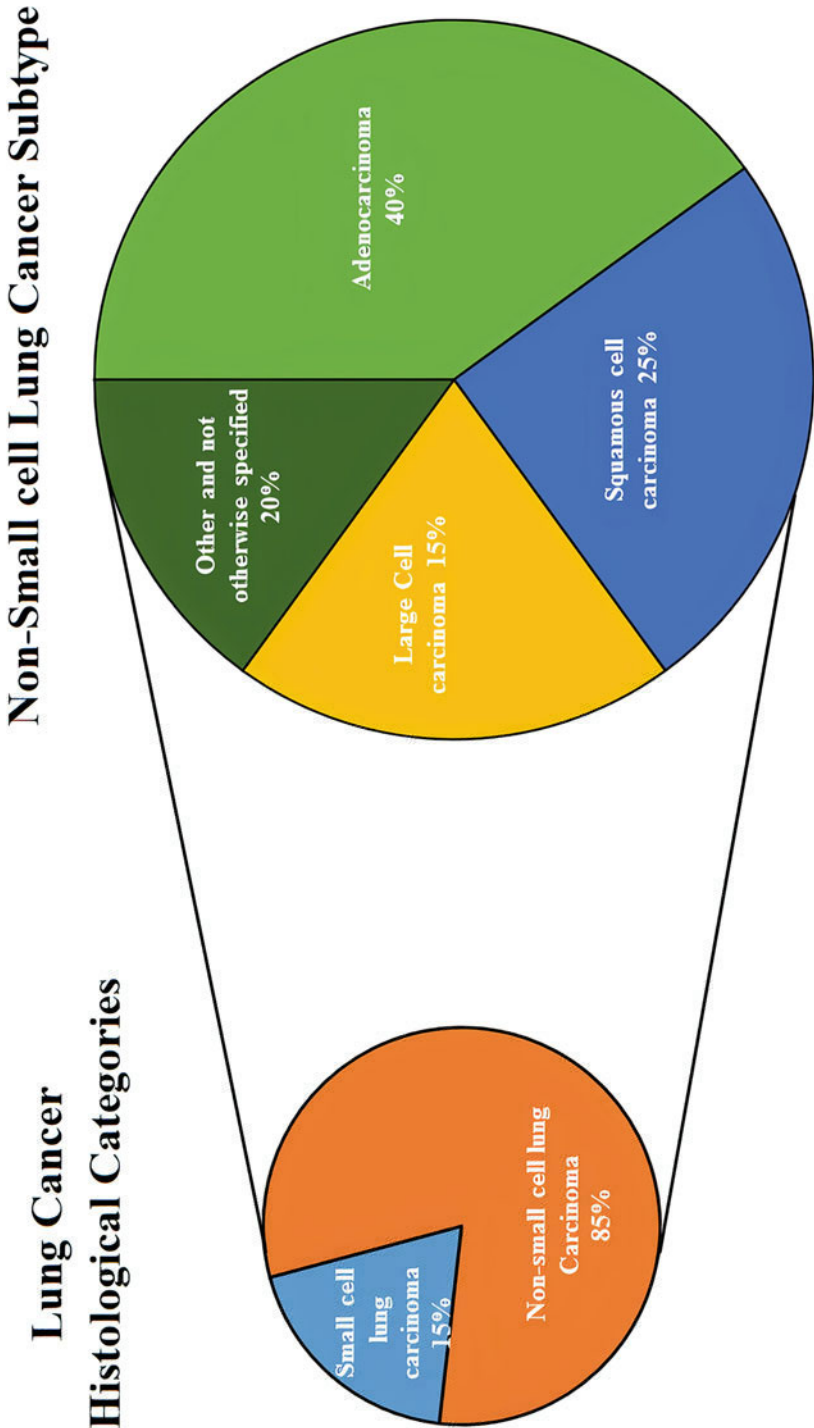 Lung Cancer
Histological Categories
Small cell
lung
carcinoma
15%
Non-small cell lung
Carcinoma
85%
Non-Small cell Lung Cancer Subtype
Other and not
otherwise specified
20%
Adenocarcinoma
40%
Large Cell
carcinoma 15%
Squamous cell
carcinoma 25%